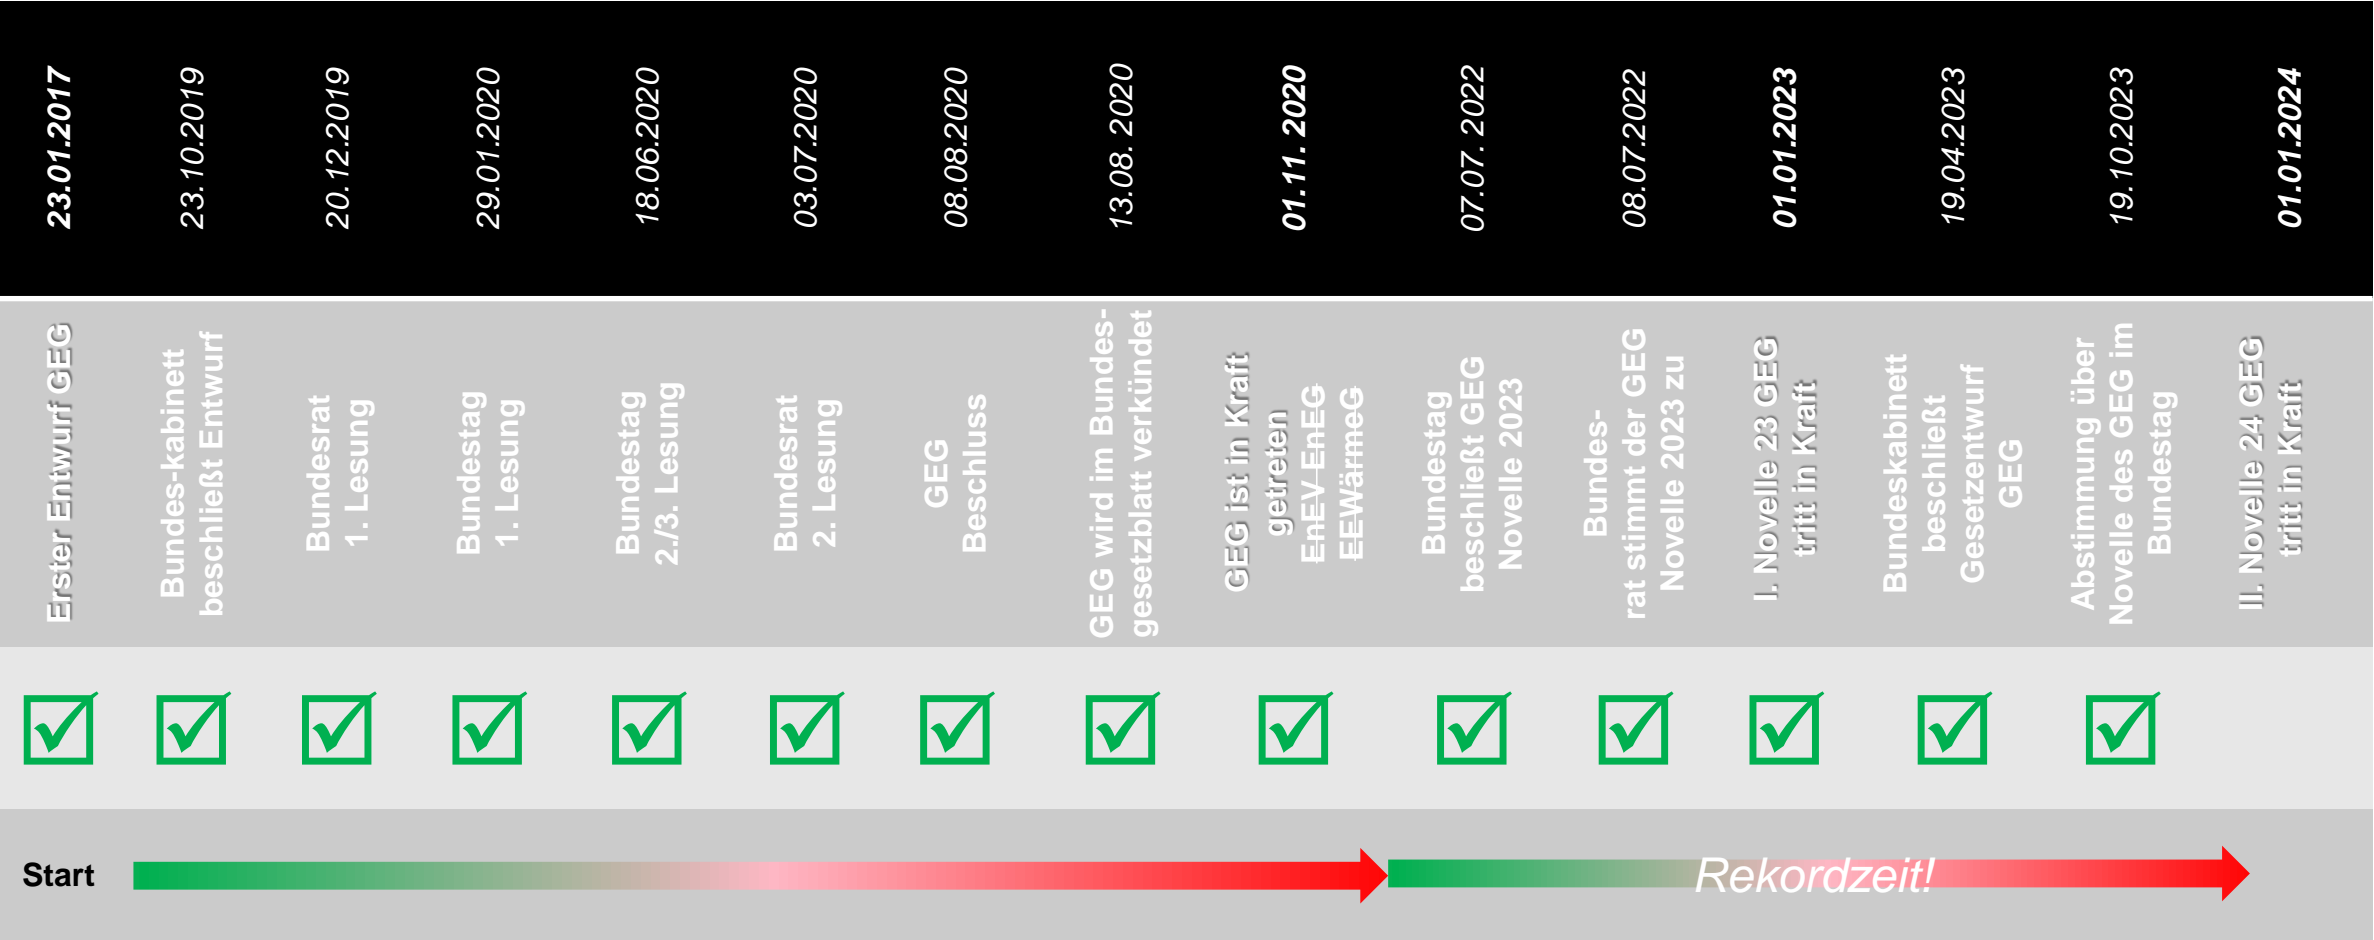 23.01.2017
23.10.2019
20.12.2019
29.01.2020
18.06.2020
03.07.2020
08.08.2020
13.08. 2020
01.11. 2020
07.07. 2022
08.07.2022
01.01.2023
19.04.2023
19.10.2023
01.01.2024
Erster Entwurf GEG
Bundes-kabinett
beschließt Entwurf
Bundesrat
1. Lesung
Bundestag
1. Lesung
Bundestag
2./3. Lesung
Bundesrat
2. Lesung
GEG
Beschluss
GEG wird im Bundes-
gesetzblatt verkündet
GEG ist in Kraft
getreten
EnEV EnEG
EEWärmeG
Bundestag
beschließt GEG
Novelle 2023
Bundes-
rat stimmt der GEG
Novelle 2023 zu
I. Novelle 23 GEG
tritt in Kraft
Bundeskabinett
beschließt
Gesetzentwurf
GEG
Abstimmung über
Novelle des GEG im
Bundestag
II. Novelle 24 GEG
tritt in Kraft
Start
Rekordzeit!